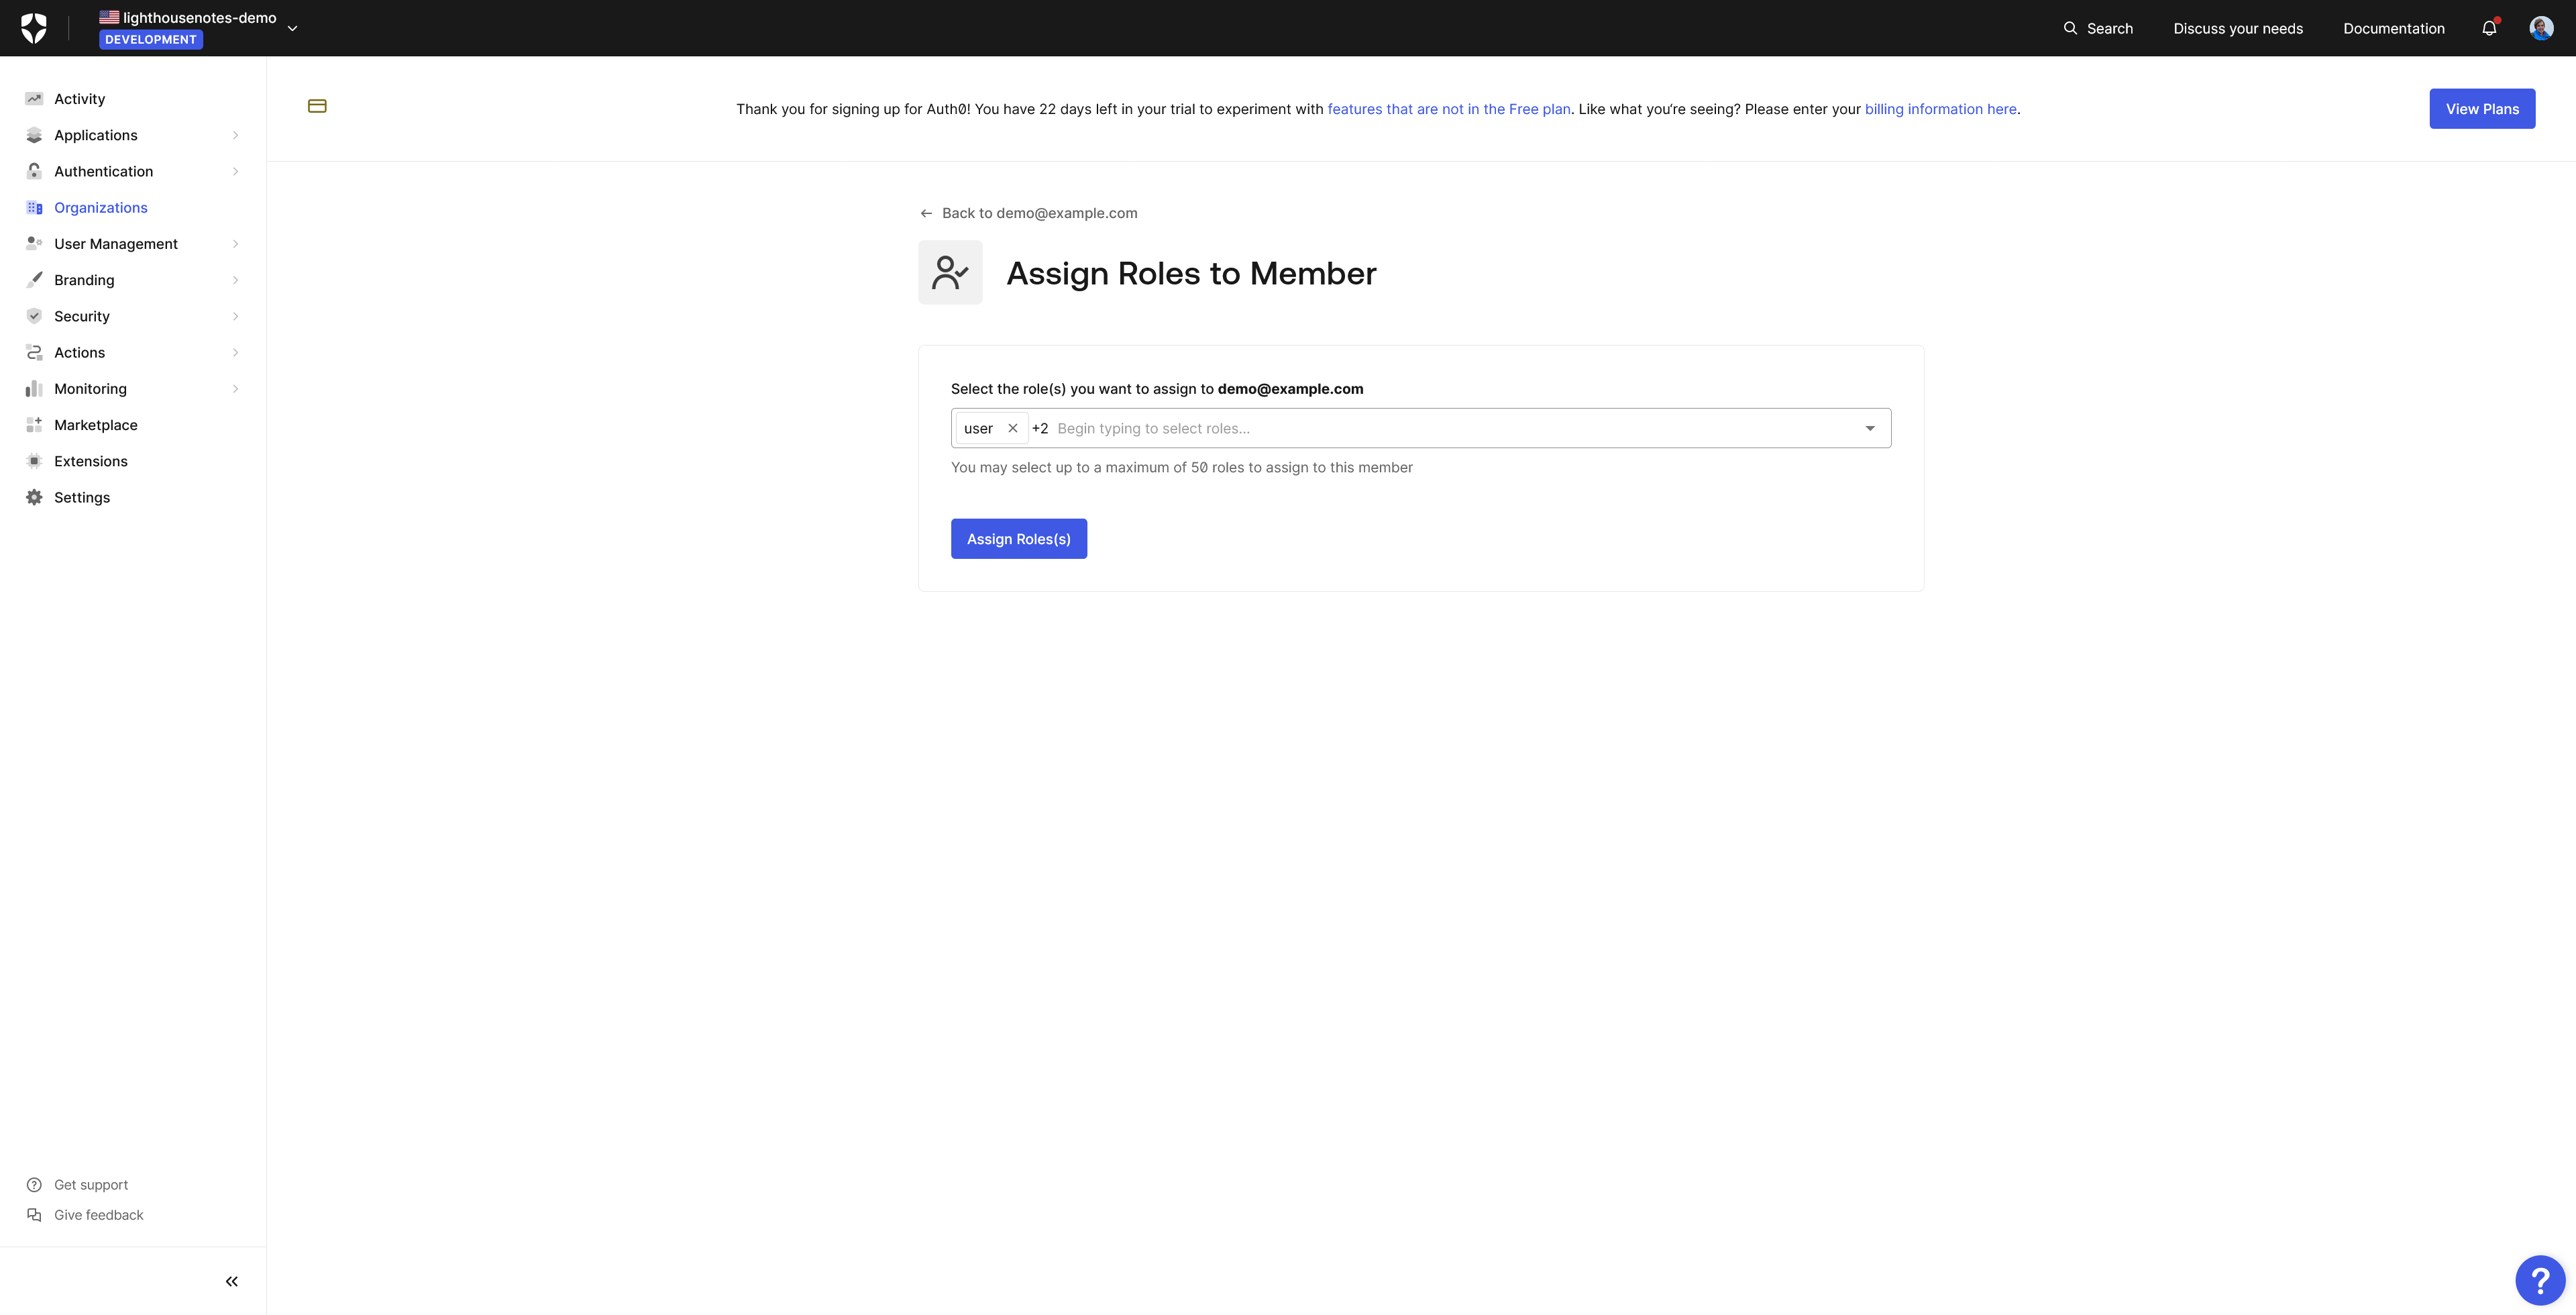 lighthousenotes-demo
DEVELOPMENT
Search
Discuss your needs
Documentation
Activity
Applications
Authentication
Organizations
User Management
Branding
Security
Actions
Monitoring
Marketplace
Extensions
Settings
Get support
Give feedback
Thank you for signing up for Auth0! You have 22 days left in your trial to experiment with features that are not in the Free plan. Like what you're seeing? Please enter your billing information here.
View Plans
Back to demo@example.com
Assign Roles to Member
Select the role(s) you want to assign to demo@example.com
user +2 Begin typing to select roles...
You may select up to a maximum of 50 roles to assign to this member
Assign Roles(s)
?